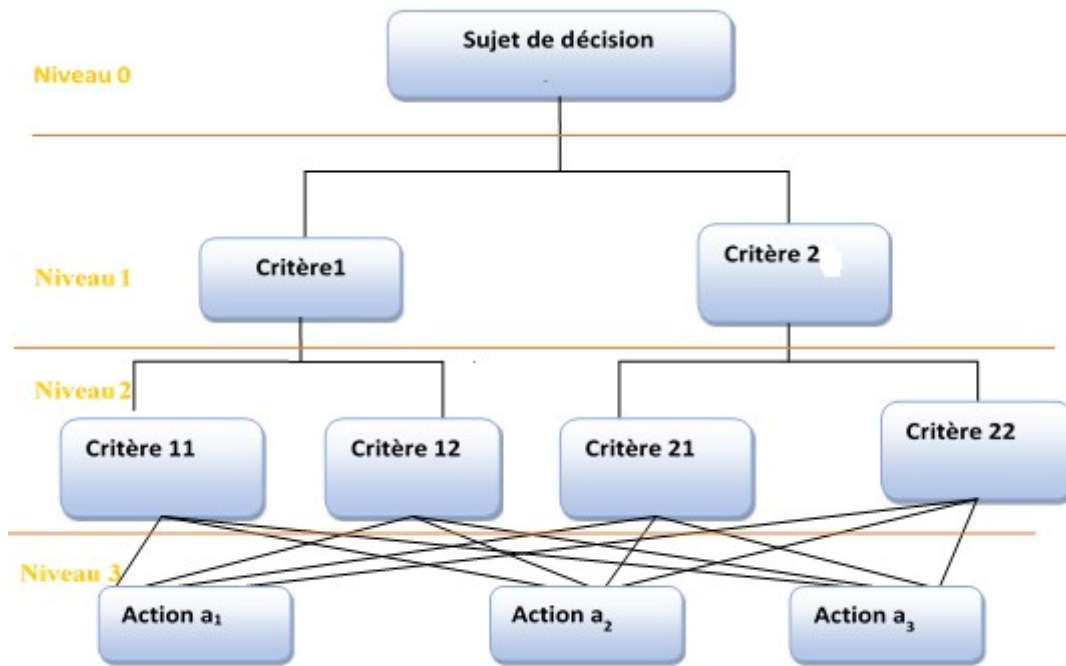 Sujet de décision
Niveau 0
Critère1
Critère 2
Niveau 1
Niveau 2
Critère 11
Critère 12
Critère 21
Critère 22
Niveau 3
Action a₁
Action a₂
Action a₃